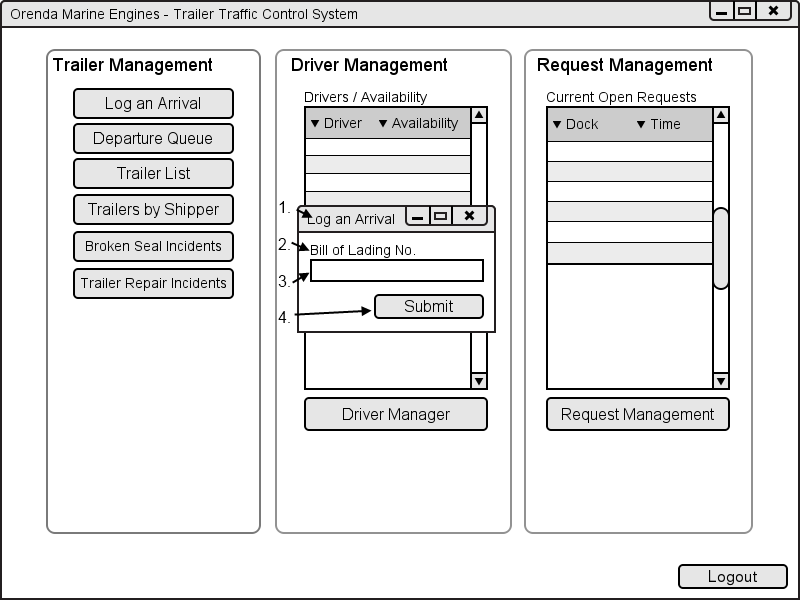 Orenda Marine Engines - Trailer Traffic Control System
Trailer Management
Log an Arrival
Departure Queue
Trailer List
Trailers by Shipper
Broken Seal Incidents
Trailer Repair Incidents
Driver Management
Drivers / Availability
Driver Availability
1. Log an Arrival
2. Bill of Lading No.
3.
4. Submit
Driver Manager
Request Management
Current Open Requests
Dock Time
Request Management
Logout